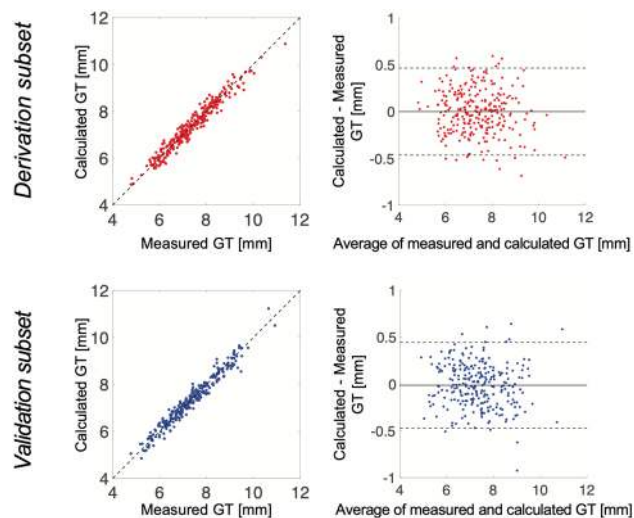 Derivation subset
Calculated GT [mm]
12
10
8
6
4
4 6 8 10 12
Measured GT [mm]
Calculated - Measured
GT [mm]
1
0.5
0
-0.5
-1
4 6 8 10 12
Average of measured and calculated GT [mm]
Validation subset
Calculated GT [mm]
12
10
8
6
4
4 6 8 10 12
Measured GT [mm]
Calculated - Measured
GT [mm]
1
0.5
0
-0.5
-1
4 6 8 10 12
Average of measured and calculated GT [mm]